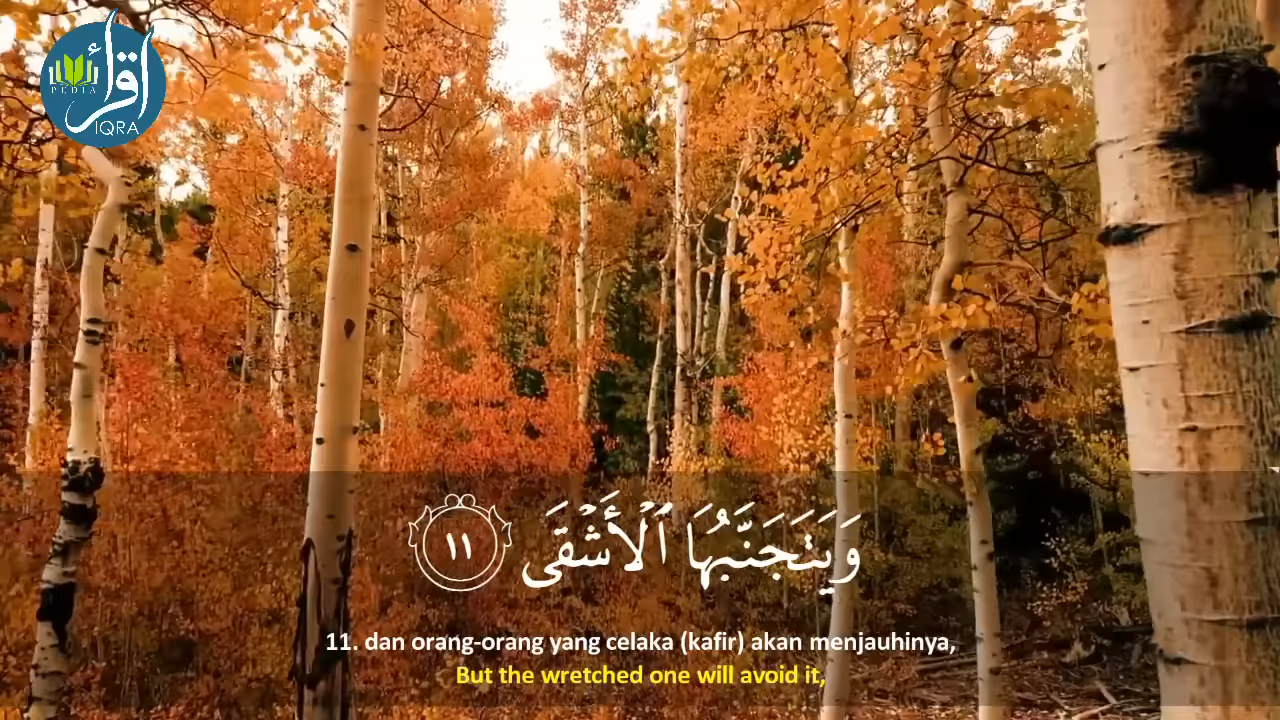 اقرأ
PEDIA
IQRA
وَيَتَجَنَّبُهَا ٱلْأَشْقَى ١١
11. dan orang-orang yang celaka (kafir) akan menjauhinya,
But the wretched one will avoid it,